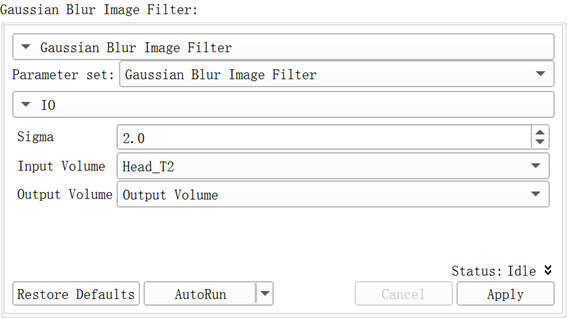 Gaussian Blur Image Filter:
Gaussian Blur Image Filter
Parameter set: Gaussian Blur Image Filter
IO
Sigma 2.0
Input Volume Head_T2
Output Volume Output Volume
Status: Idle
Restore Defaults AutoRun Cancel Apply